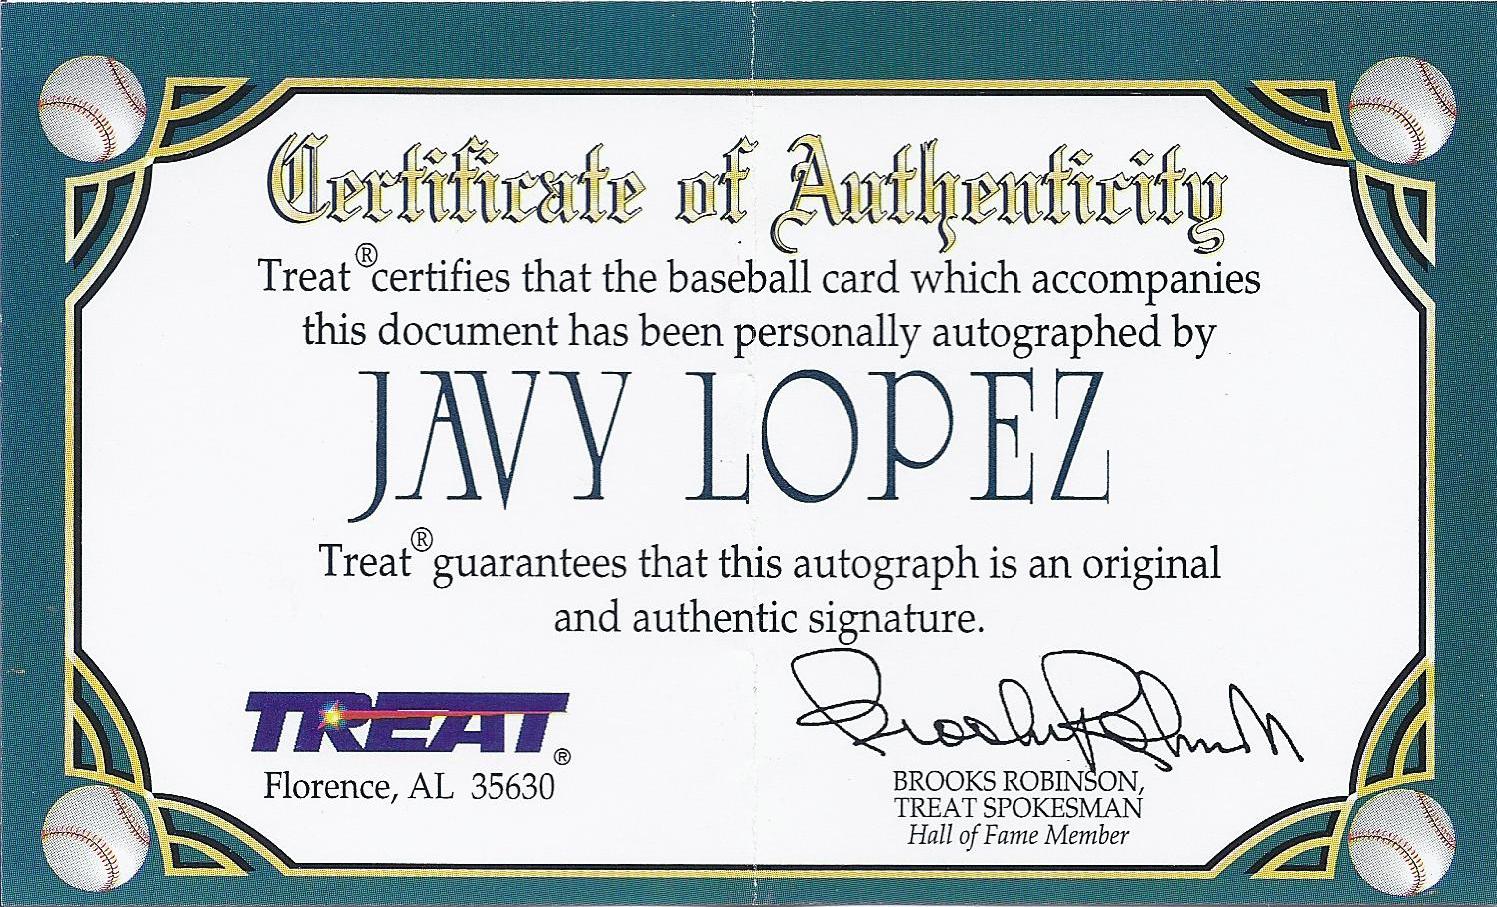 Certificate of Authenticity
Treat® certifies that the baseball card which accompanies
this document has been personally autographed by
JAVY LOPEZ
Treat® guarantees that this autograph is an original
and authentic signature.
TREAT®
Florence, AL 35630
Brooks Robinson
BROOKS ROBINSON,
TREAT SPOKESMAN
Hall of Fame Member